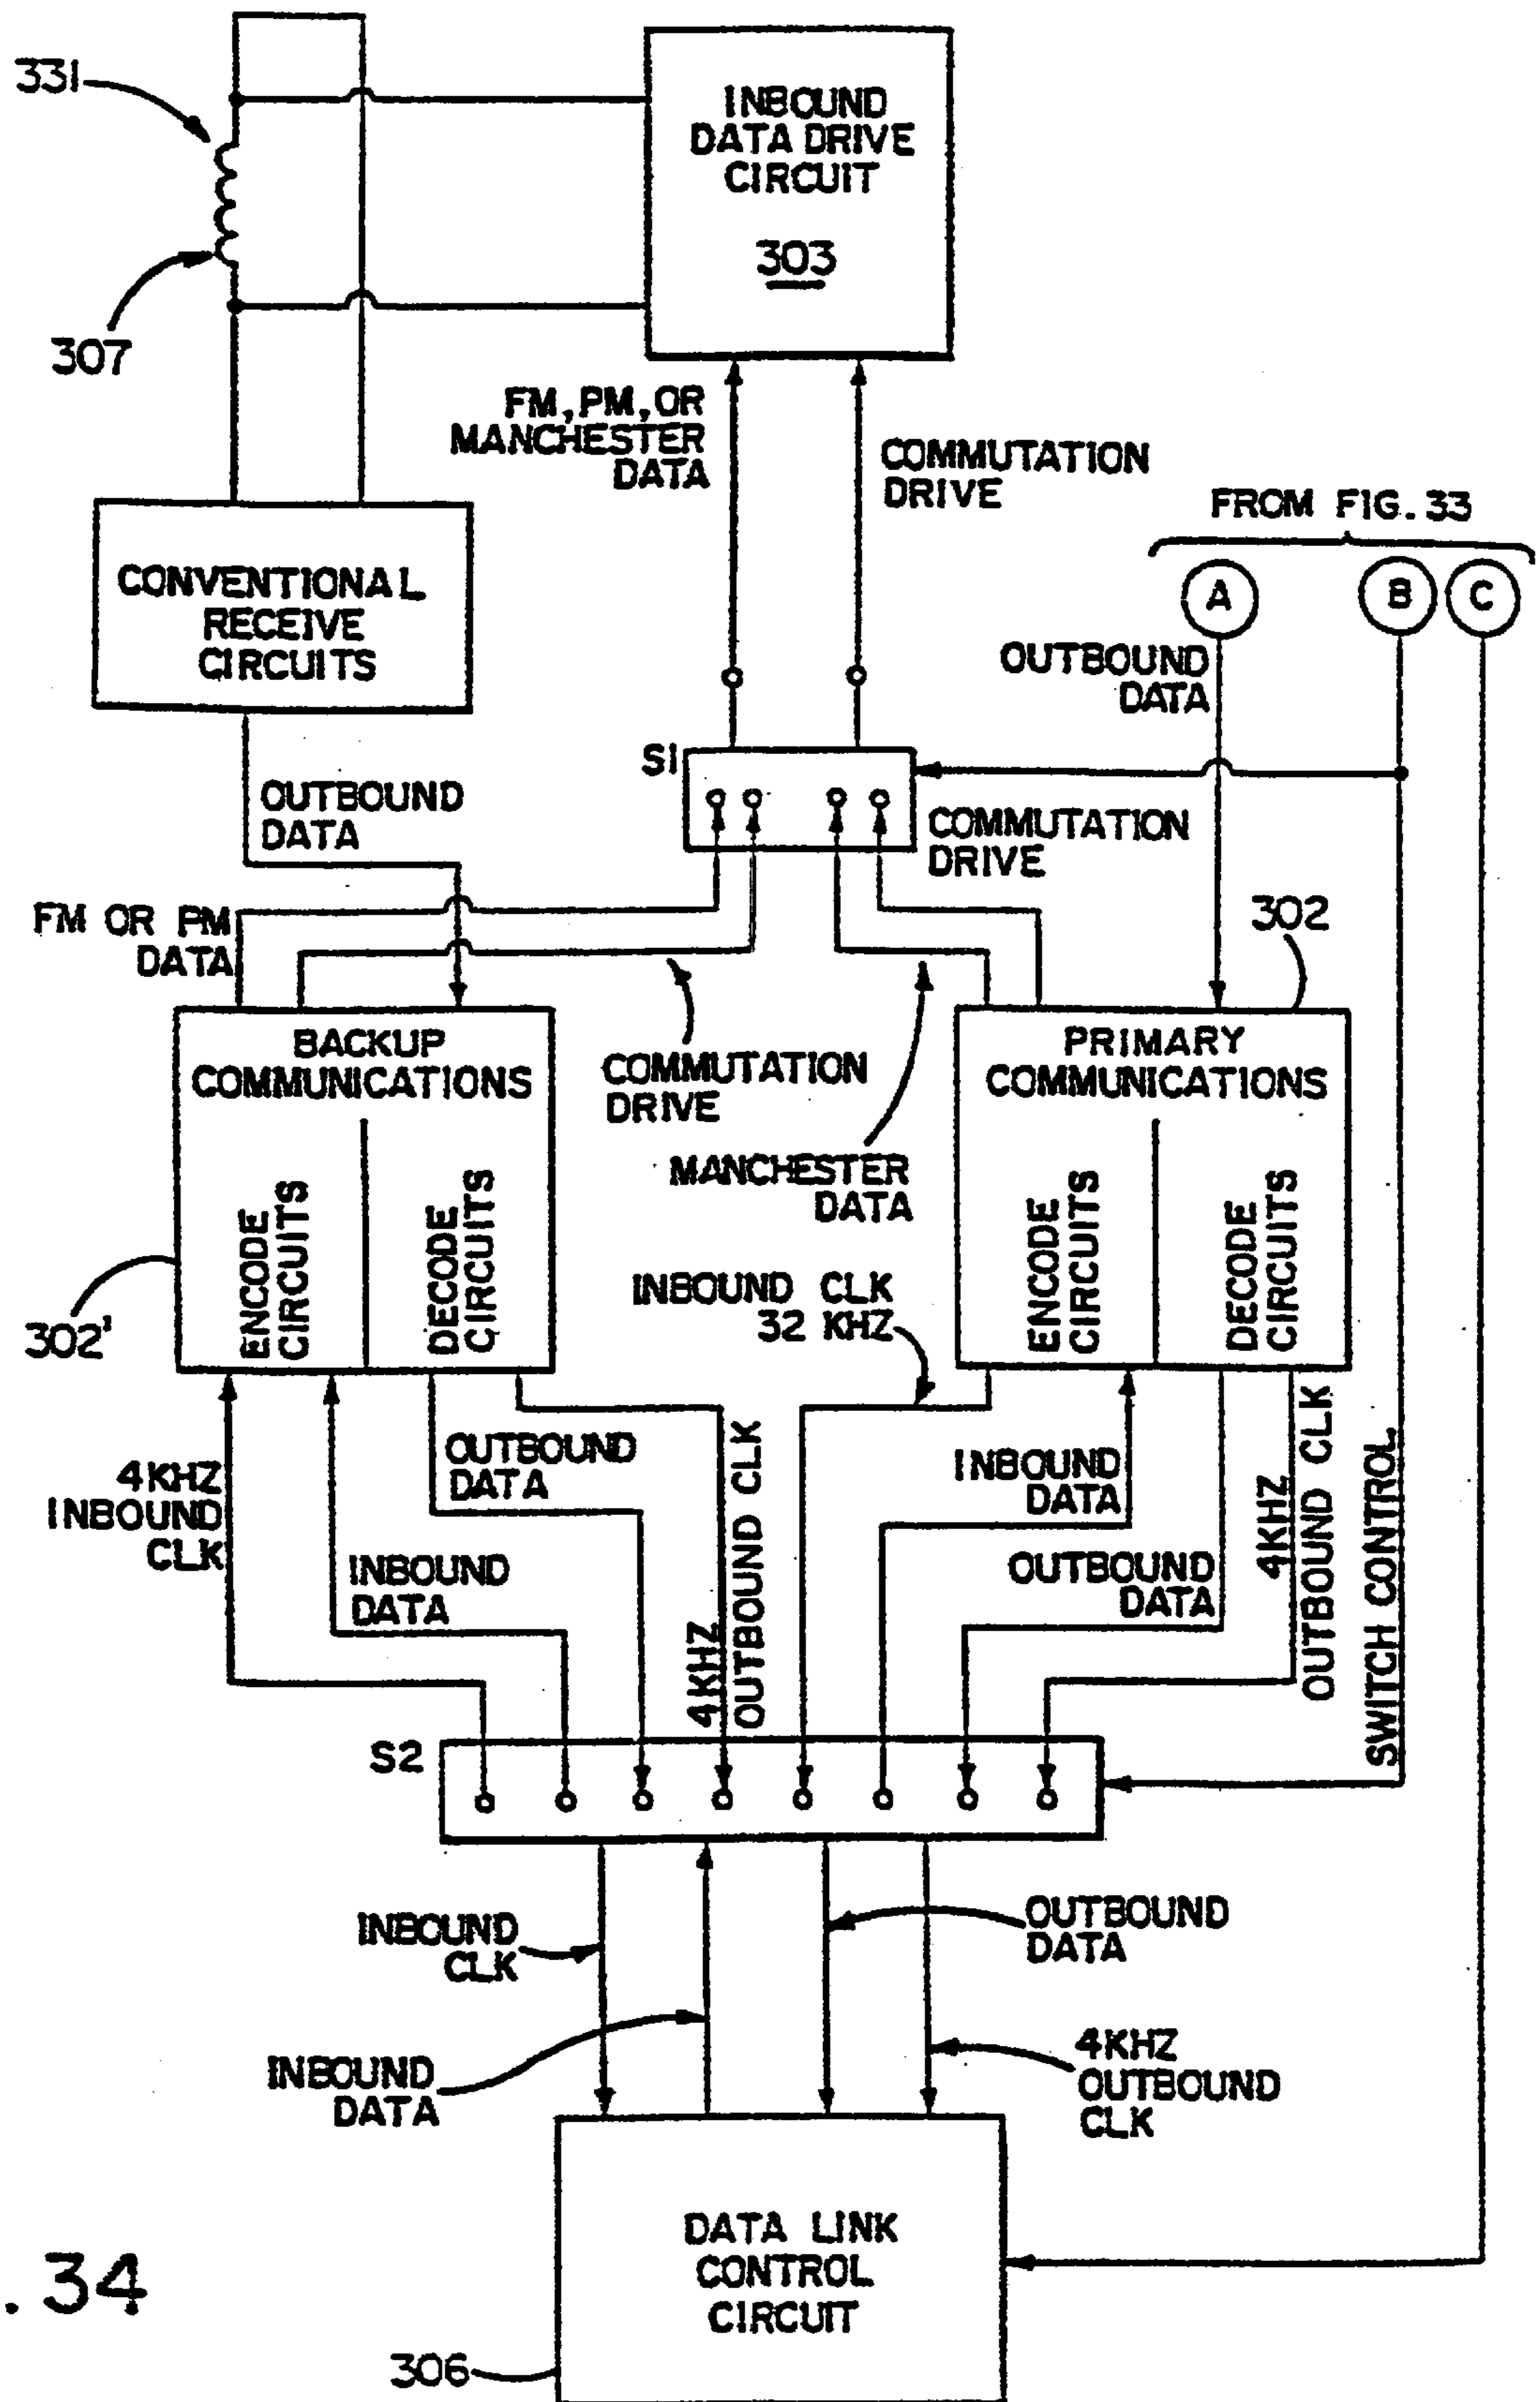 331
307
INBOUND
DATA DRIVE
CIRCUIT
303
FM, PM, OR
MANCHESTER
DATA
COMMUTATION
DRIVE
FROM FIG. 33
A
B
C
CONVENTIONAL
RECEIVE
CIRCUITS
OUTBOUND
DATA
S1
OUTBOUND
DATA
COMMUTATION
DRIVE
FM OR PM
DATA
302
BACKUP
COMMUNICATIONS
ENCODE
CIRCUITS
DECODE
CIRCUITS
302'
COMMUTATION
DRIVE
MANCHESTER
DATA
PRIMARY
COMMUNICATIONS
ENCODE
CIRCUITS
DECODE
CIRCUITS
INBOUND CLK
32 KHZ
4KHZ
INBOUND
CLK
INBOUND
DATA
OUTBOUND
DATA
4KHZ
OUTBOUND CLK
INBOUND
DATA
OUTBOUND
DATA
4KHZ
OUTBOUND CLK
SWITCH CONTROL
S2
INBOUND
CLK
INBOUND
DATA
OUTBOUND
DATA
4KHZ
OUTBOUND
CLK
DATA LINK
CONTROL
CIRCUIT
306
. 34